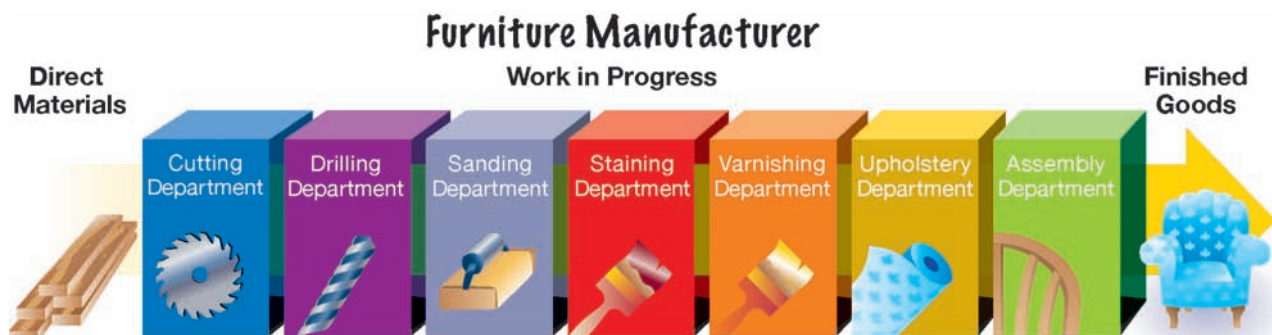 Furniture Manufacturer
Direct
Materials
Work in Progress
Finished
Goods
Cutting
Department
Drilling
Department
Sanding
Department
Staining
Department
Varnishing
Department
Upholstery
Department
Assembly
Department